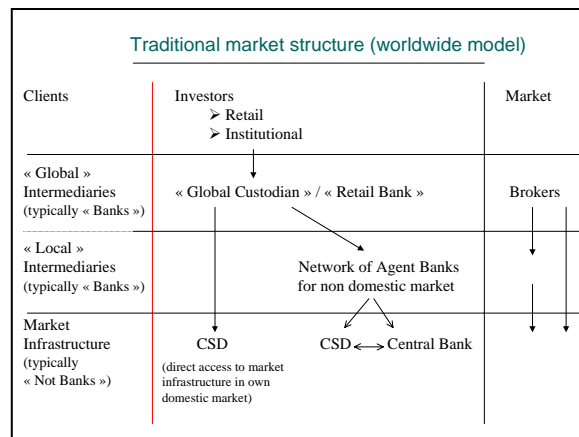 Traditional market structure (worldwide model)
Clients
Investors
➢ Retail
➢ Institutional
Market
« Global »
Intermediaries
(typically « Banks »)
« Global Custodian » / « Retail Bank »
Brokers
« Local »
Intermediaries
(typically « Banks »)
Network of Agent Banks
for non domestic market
Market
Infrastructure
(typically
« Not Banks »)
CSD
(direct access to market
infrastructure in own
domestic market)
CSD
Central Bank